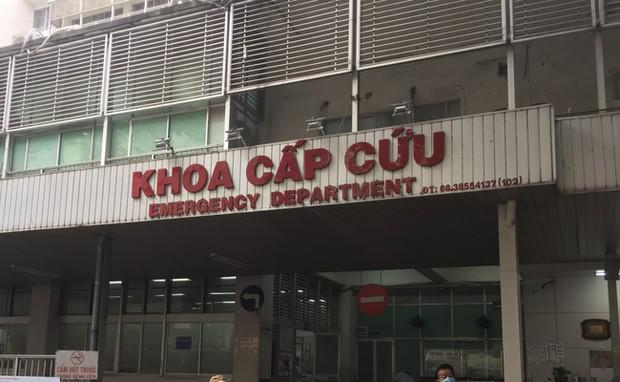 KHOA CẤP CỨU
EMERGENCY DEPARTMENT ĐT: 08.38554137 (102)
CẤM HÚT THUỐC